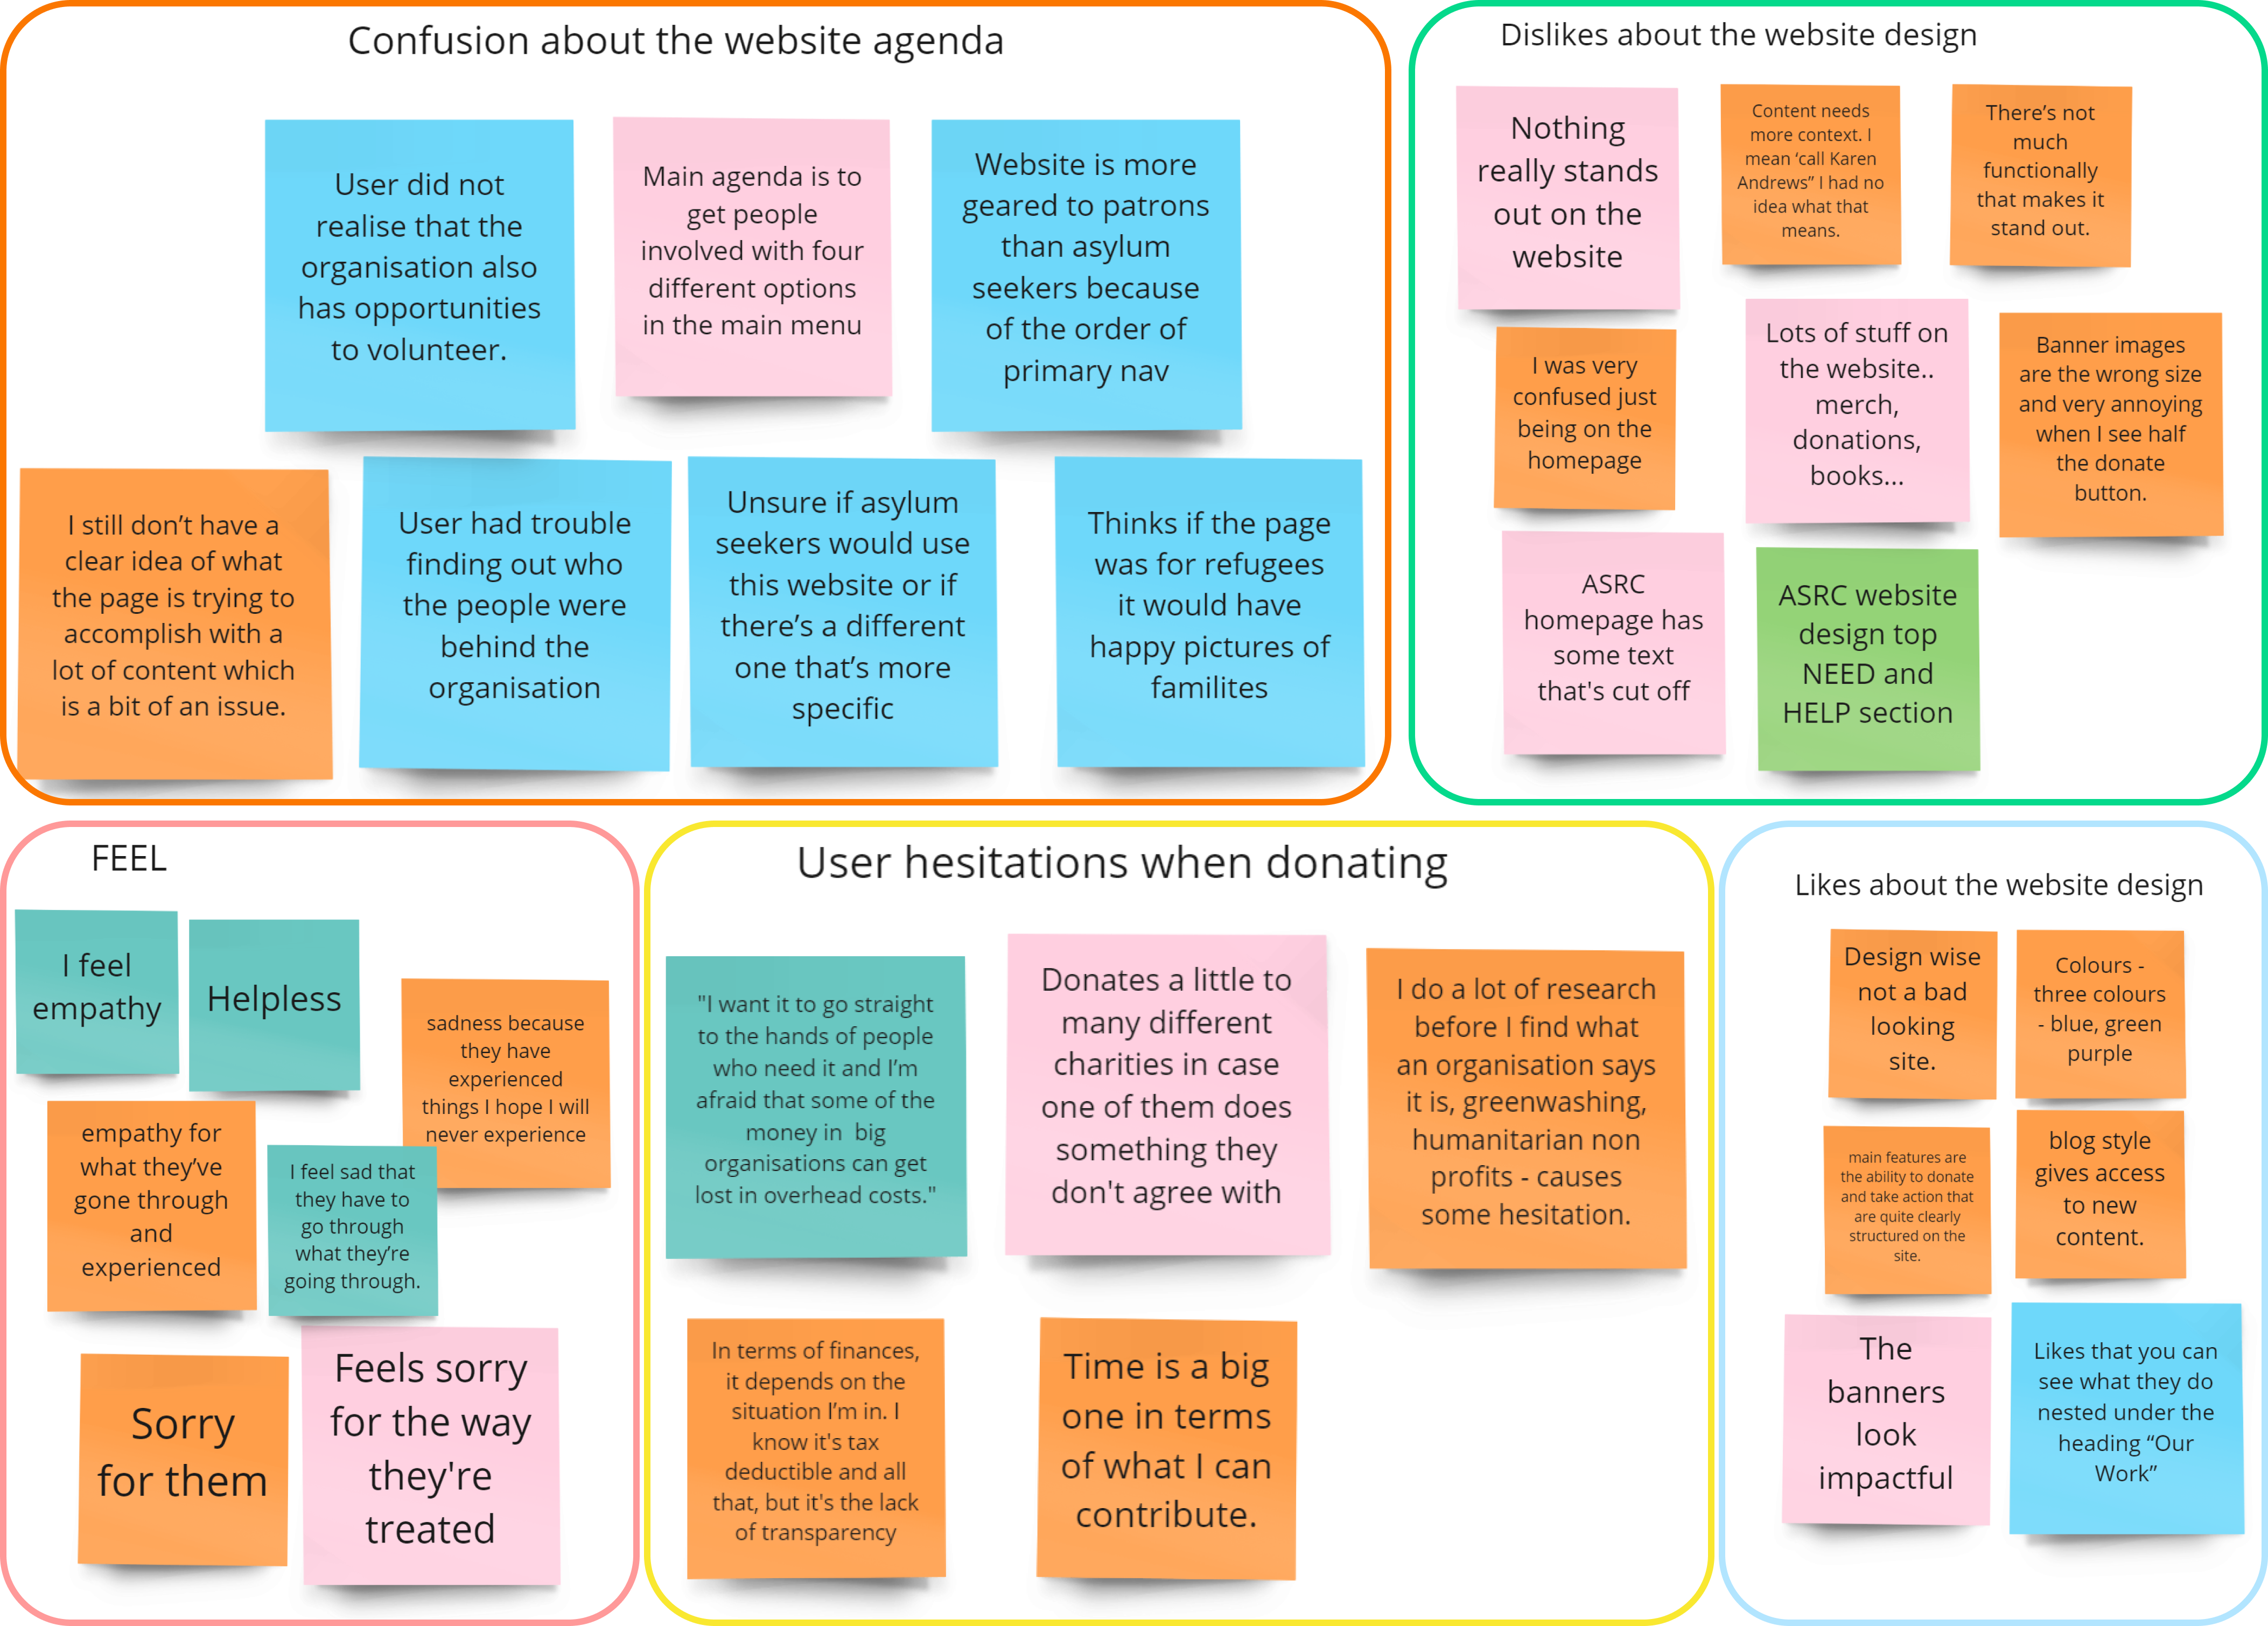 Confusion about the website agenda
User did not
realise that the
organisation also
has opportunities
to volunteer.
Main agenda is to
get people
involved with four
different options
in the main menu
Website is more
geared to patrons
than asylum
seekers because
of the order of
primary nav
I still don’t have a
clear idea of what
the page is trying to
accomplish with a
lot of content which
is a bit of an issue.
User had trouble
finding out who
the people were
behind the
organisation
Unsure if asylum
seekers would use
this website or if
there’s a different
one that’s more
specific
Thinks if the page
was for refugees
it would have
happy pictures of
familites
Dislikes about the website design
Nothing
really stands
out on the
website
Content needs
more context. I
mean ‘call Karen
Andrews” I had no
idea what that
means.
There’s not
much
functionally
that makes it
stand out.
I was very
confused just
being on the
homepage
Lots of stuff on
the website..
merch,
donations,
books...
Banner images
are the wrong size
and very annoying
when I see half
the donate
button.
ASRC
homepage has
some text
that's cut off
ASRC website
design top
NEED and
HELP section
FEEL
I feel
empathy
Helpless
sadness because
they have
experienced
things I hope I will
never experience
empathy for
what they’ve
gone through
and
experienced
I feel sad that
they have to
go through
what they’re
going through.
Sorry
for them
Feels sorry
for the way
they're
treated
User hesitations when donating
"I want it to go straight
to the hands of people
who need it and I’m
afraid that some of the
money in big
organisations can get
lost in overhead costs."
Donates a little to
many different
charities in case
one of them does
something they
don't agree with
I do a lot of research
before I find what
an organisation says
it is, greenwashing,
humanitarian non
profits - causes
some hesitation.
In terms of finances,
it depends on the
situation I’m in. I
know it's tax
deductible and all
that, but it's the lack
of transparency
Time is a big
one in terms
of what I can
contribute.
Likes about the website design
Design wise
not a bad
looking
site.
Colours -
three colours
- blue, green
purple
main features are
the ability to donate
and take action that
are quite clearly
structured on the
site.
blog style
gives access
to new
content.
The
banners
look
impactful
Likes that you can
see what they do
nested under the
heading “Our
Work”